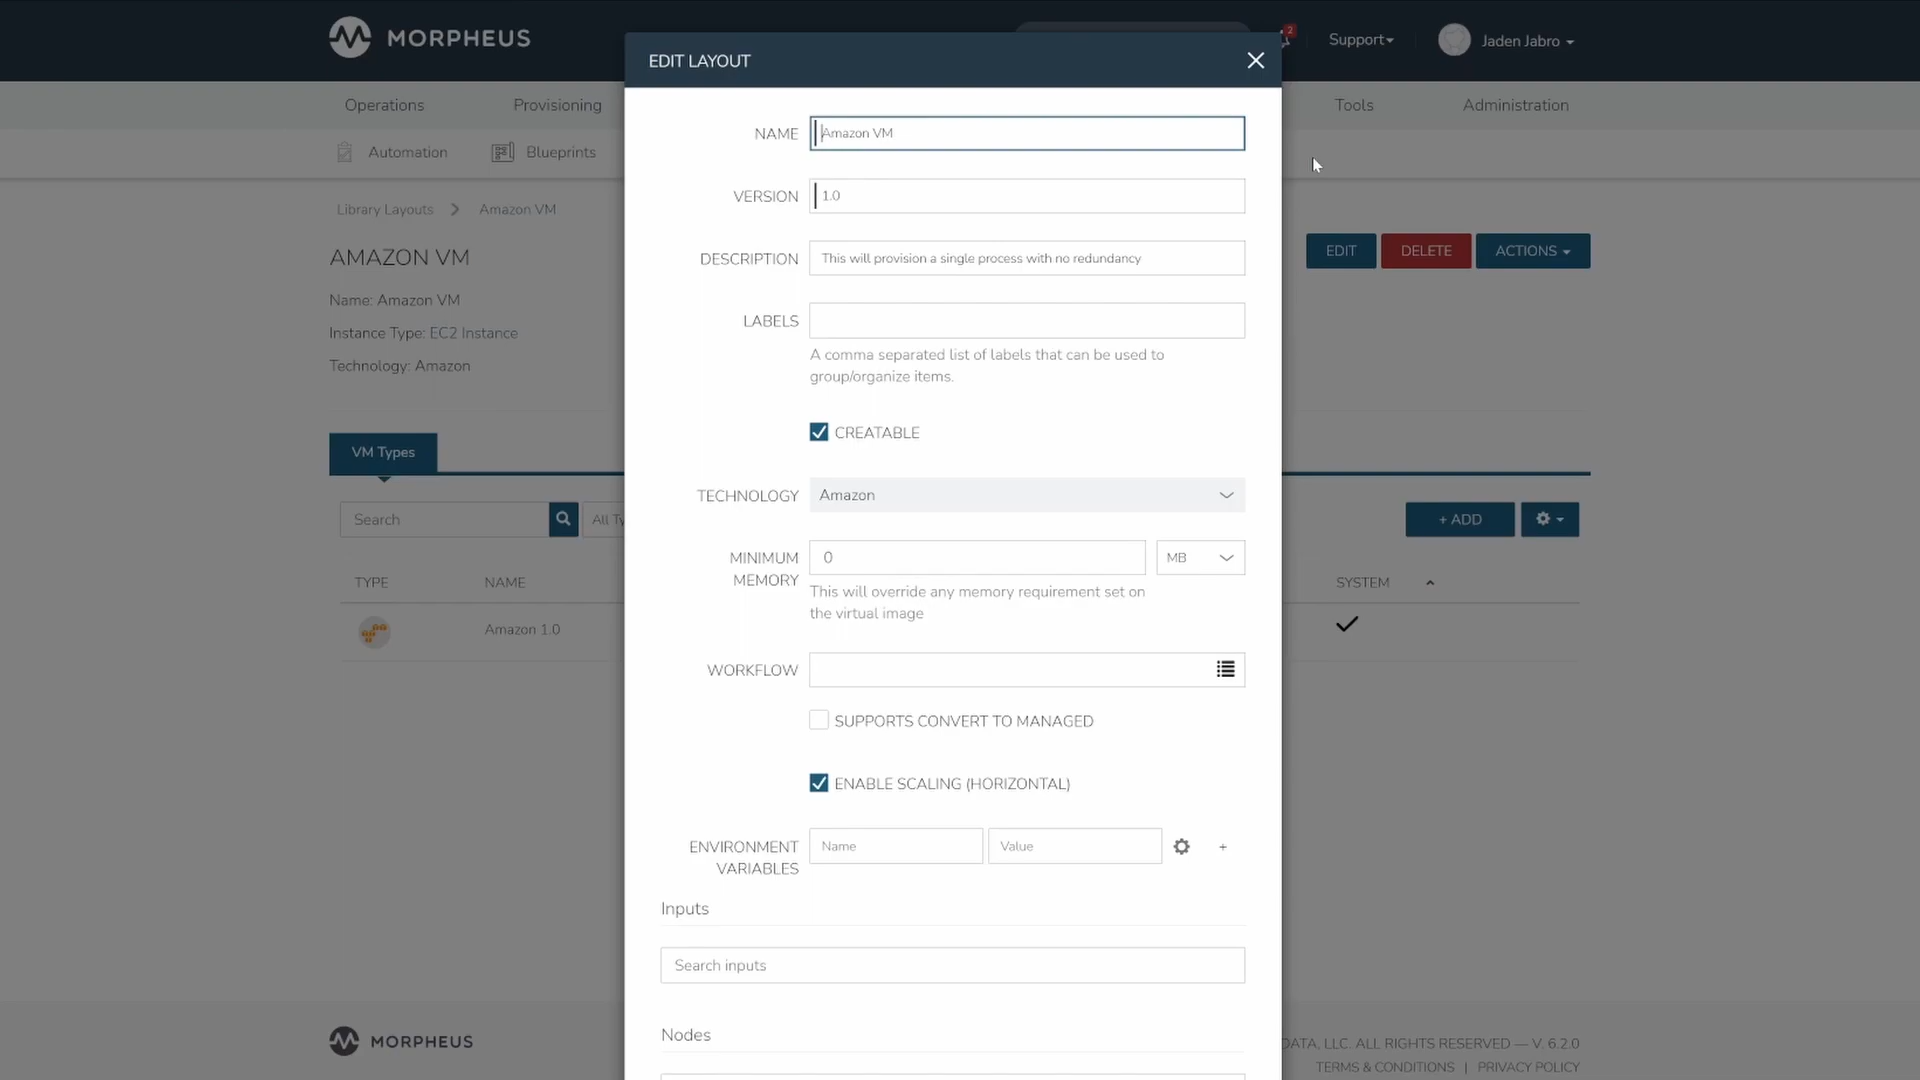 MORPHEUS
2
Support
Jaden Jabro
EDIT LAYOUT
Operations
Provisioning
Tools
Administration
Automation
Blueprints
NAME
Amazon VM
VERSION
1.0
Library Layouts
Amazon VM
AMAZON VM
EDIT
DELETE
ACTIONS
DESCRIPTION
This will provision a single process with no redundancy
Name: Amazon VM
Instance Type: EC2 Instance
Technology: Amazon
LABELS
A comma separated list of labels that can be used to
group/organize items.
CREATABLE
VM Types
TECHNOLOGY
Amazon
Search
All Ty
+ ADD
MINIMUM
MEMORY
0
MB
This will override any memory requirement set on
the virtual image
TYPE
NAME
SYSTEM
Amazon 1.0
WORKFLOW
SUPPORTS CONVERT TO MANAGED
ENABLE SCALING (HORIZONTAL)
ENVIRONMENT
VARIABLES
Name
Value
+
Inputs
Search inputs
Nodes
MORPHEUS
DATA, LLC. ALL RIGHTS RESERVED — V. 6.2.0
TERMS & CONDITIONS | PRIVACY POLICY